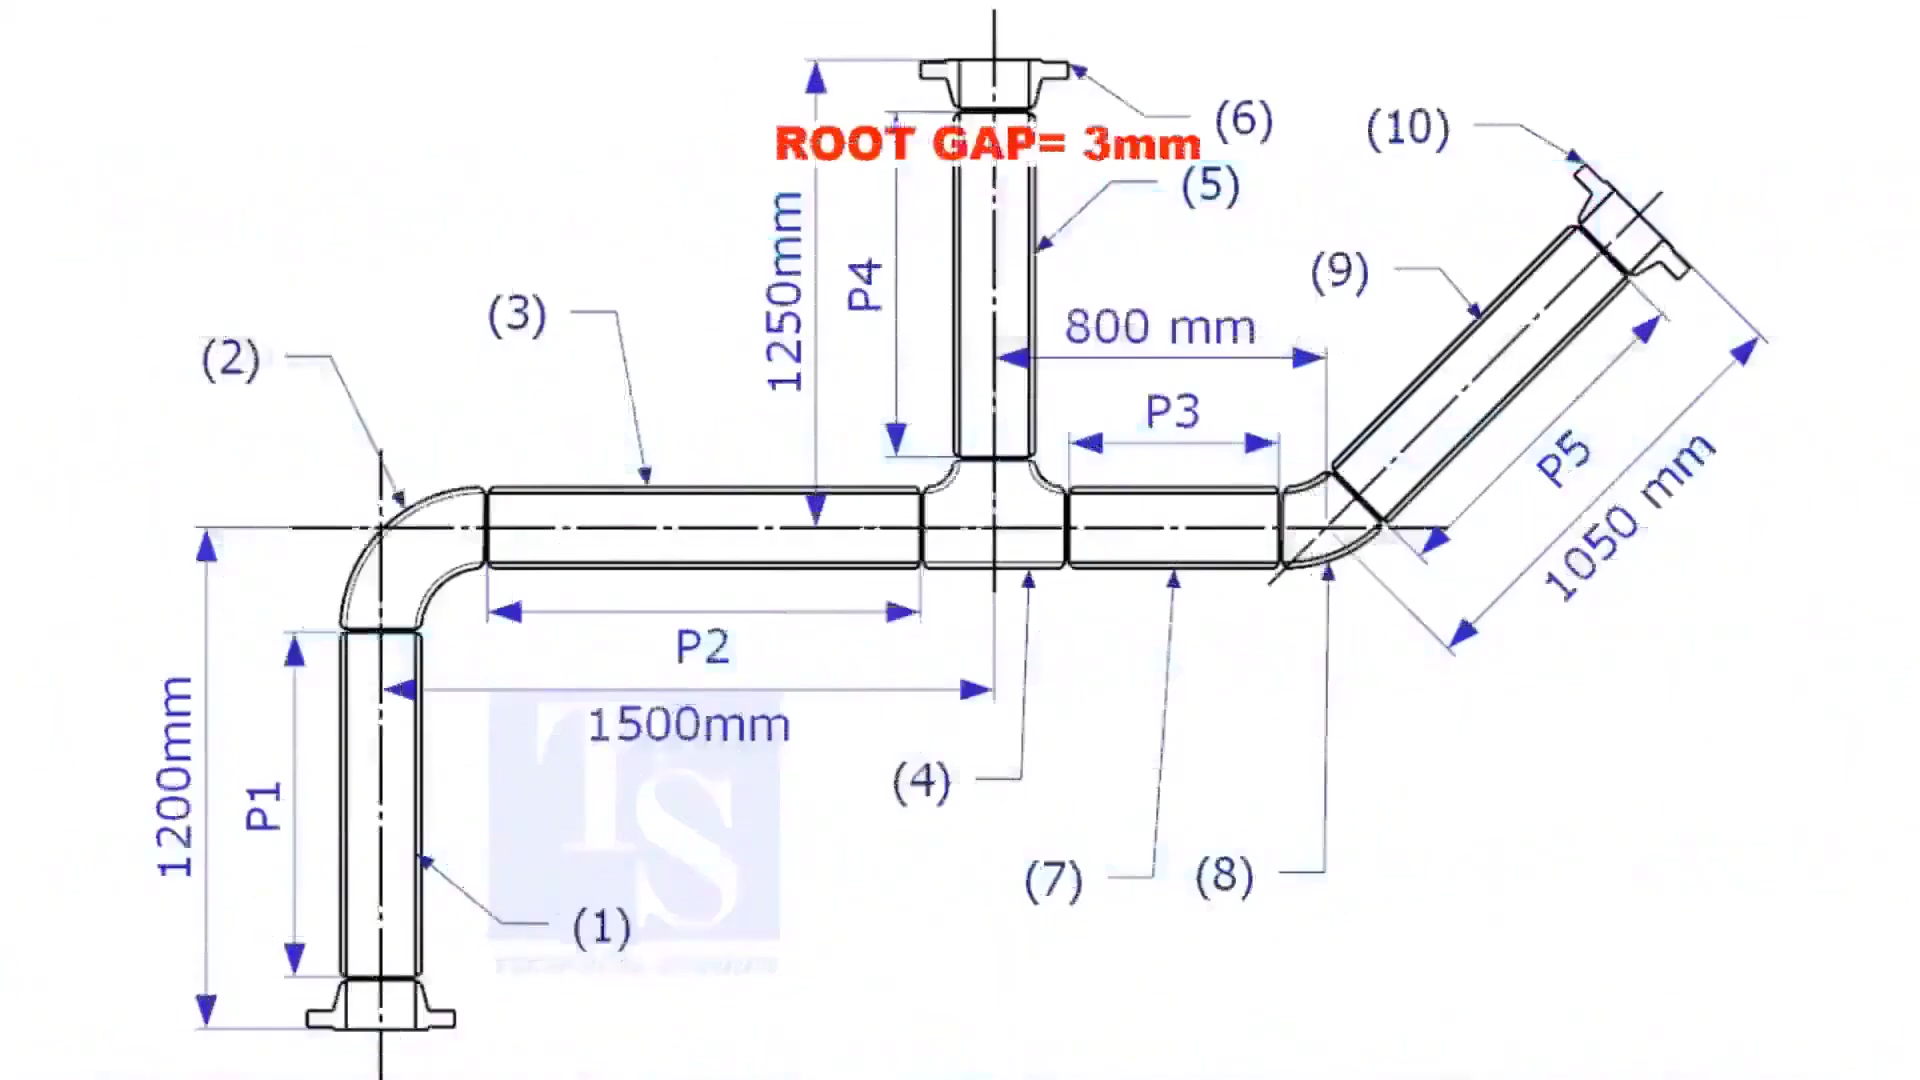 (6)
(10)
ROOT GAP= 3mm
(5)
1250mm
P4
(9)
(3)
800 mm
(2)
P3
P5
1050 mm
P2
1500mm
1200mm
P1
(4)
(7)
(8)
(1)
TS